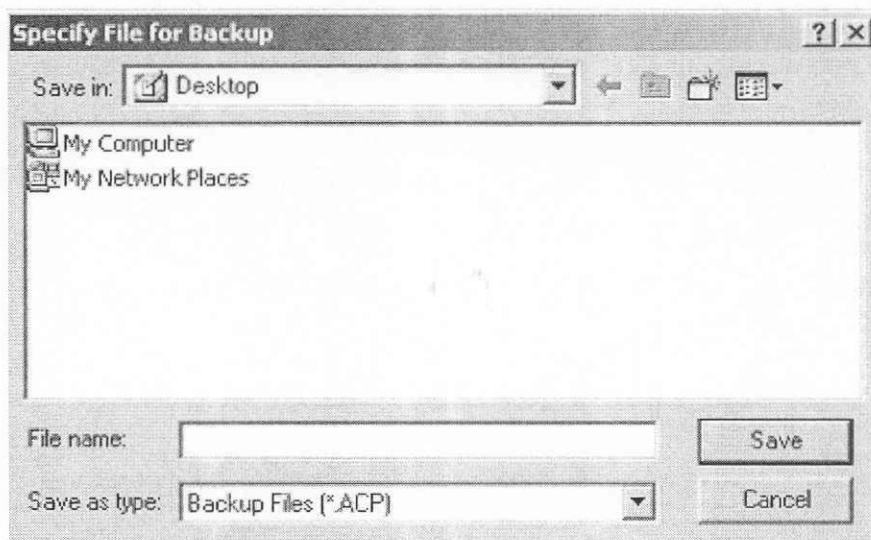 Specify File for Backup
Save in: Desktop
My Computer
My Network Places
File name: Save
Save as type: Backup Files (*.ACP) Cancel